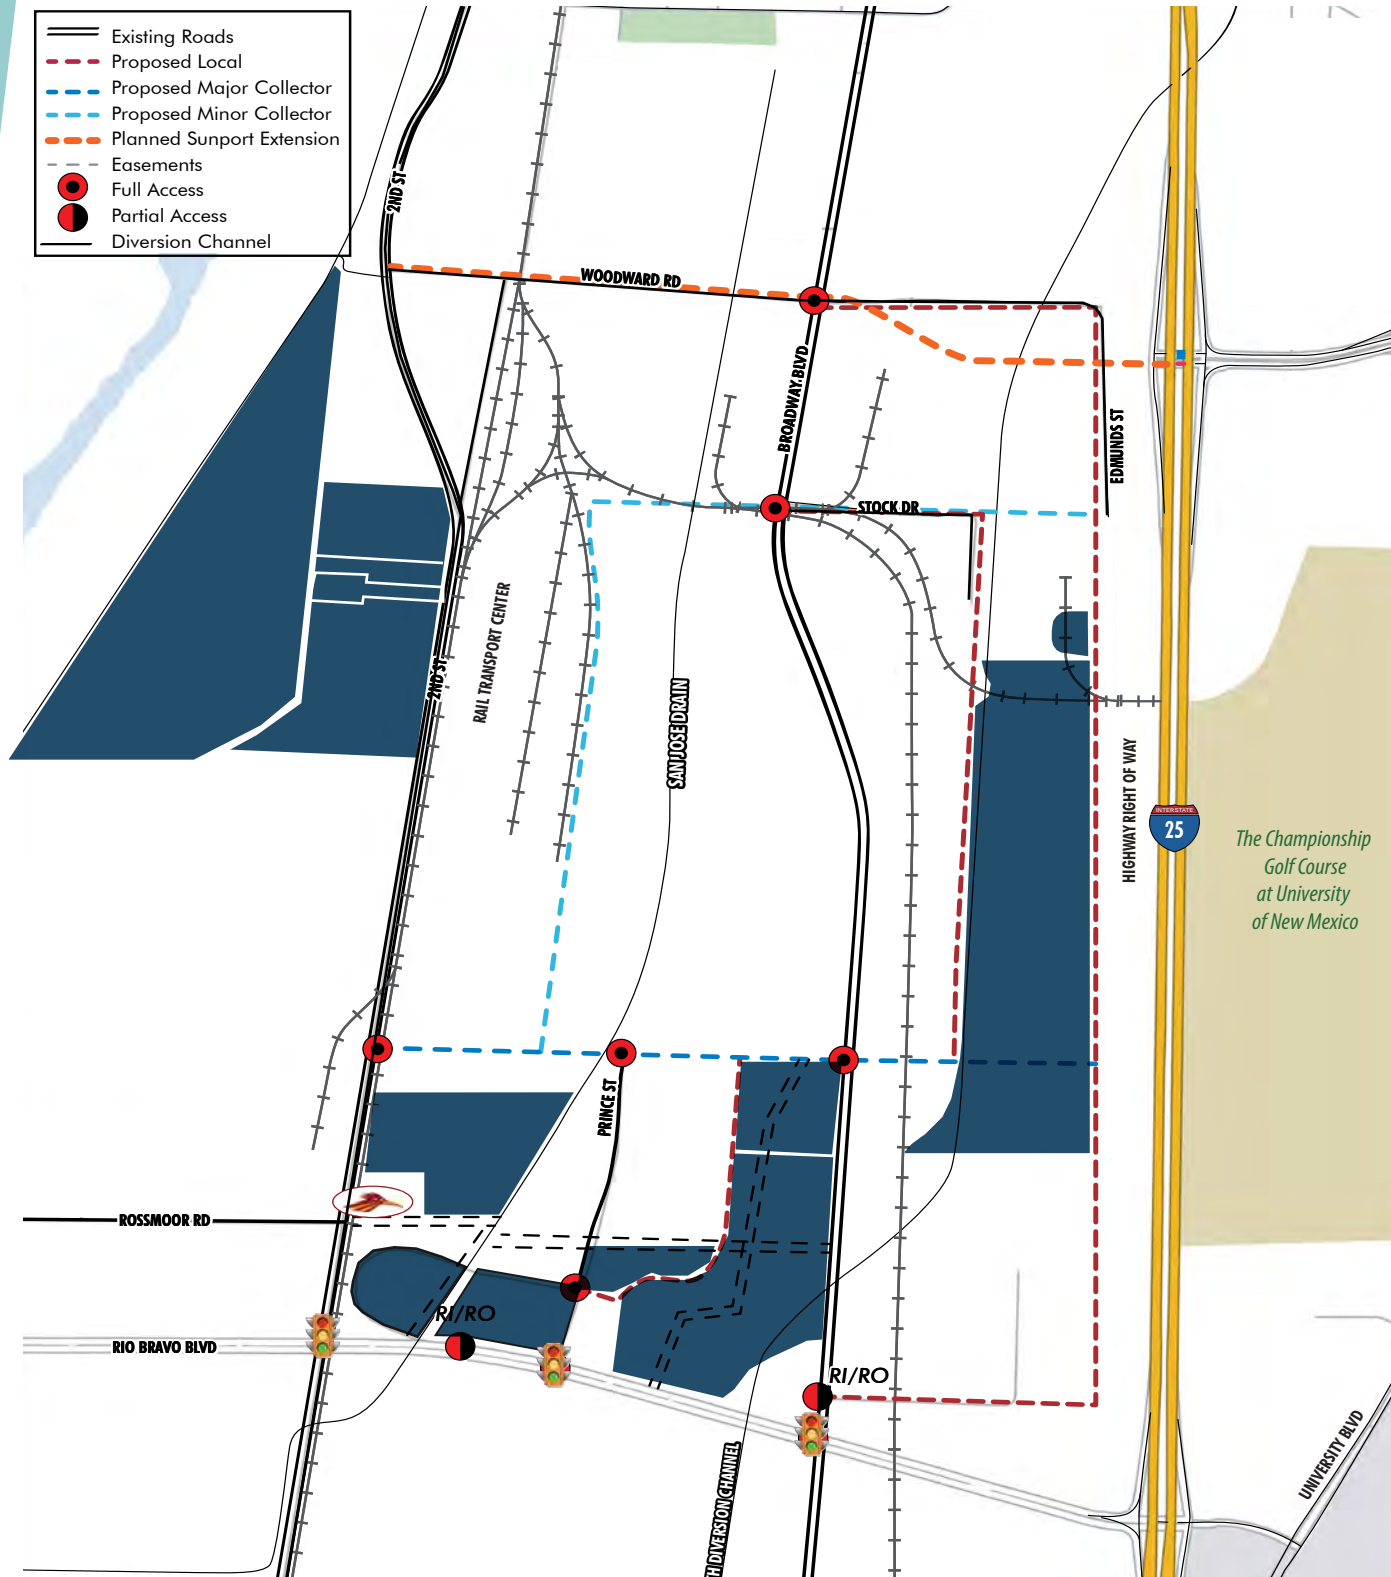 Existing Roads
Proposed Local
Proposed Major Collector
Proposed Minor Collector
Planned Sunport Extension
Easements
Full Access
Partial Access
Diversion Channel
2ND ST
WOODWARD RD
BROADWAY BLVD
EDMUNDS ST
STOCK DR
RAIL TRANSPORT CENTER
2ND ST
SAN JOSE DRAIN
HIGHWAY RIGHT OF WAY
INTERSTATE
25
The Championship
Golf Course
at University
of New Mexico
PRINCE ST
ROSSMOOR RD
RI/RO
RIO BRAVO BLVD
RI/RO
UNIVERSITY BLVD
H DIVERSION CHANNEL